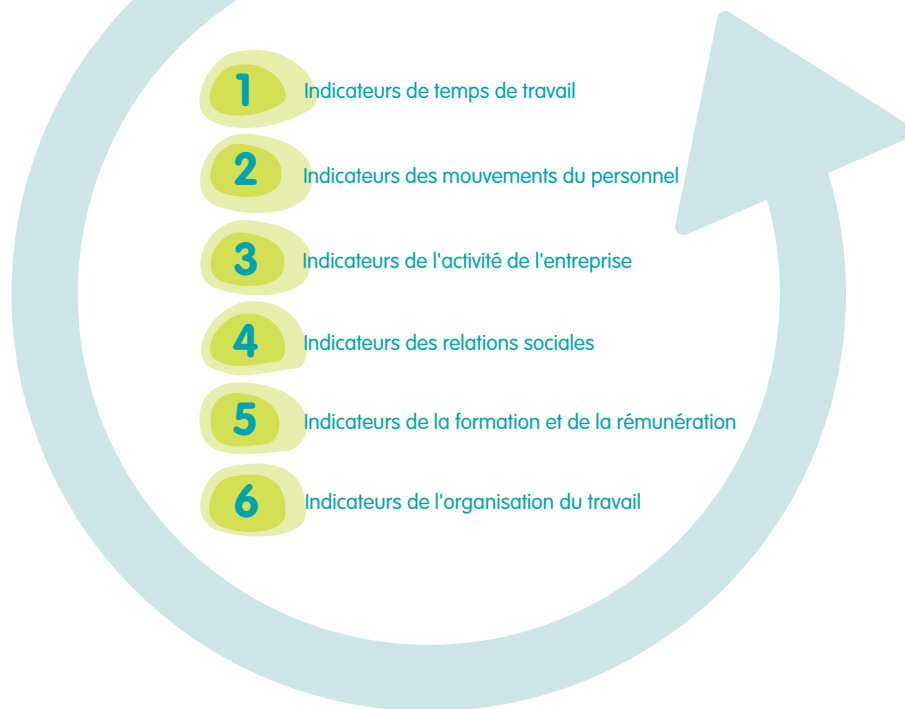 1 Indicateurs de temps de travail
2 Indicateurs des mouvements du personnel
3 Indicateurs de l'activité de l'entreprise
4 Indicateurs des relations sociales
5 Indicateurs de la formation et de la rémunération
6 Indicateurs de l'organisation du travail